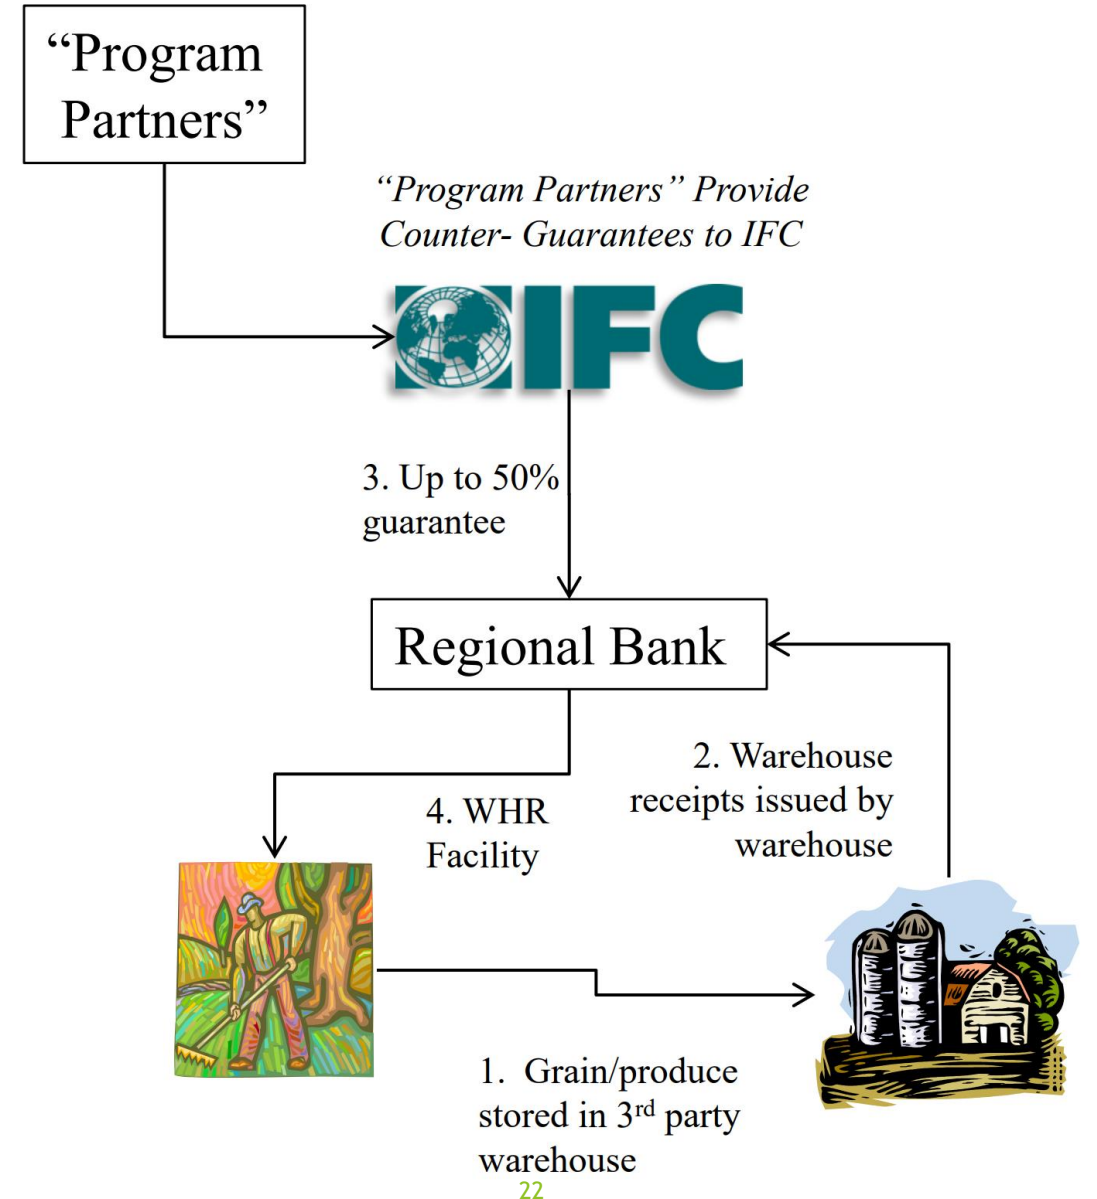 “Program
Partners”
“Program Partners” Provide
Counter- Guarantees to IFC
IFC
3. Up to 50%
guarantee
Regional Bank
2. Warehouse
receipts issued by
warehouse
4. WHR
Facility
1. Grain/produce
stored in 3rd party
warehouse
22